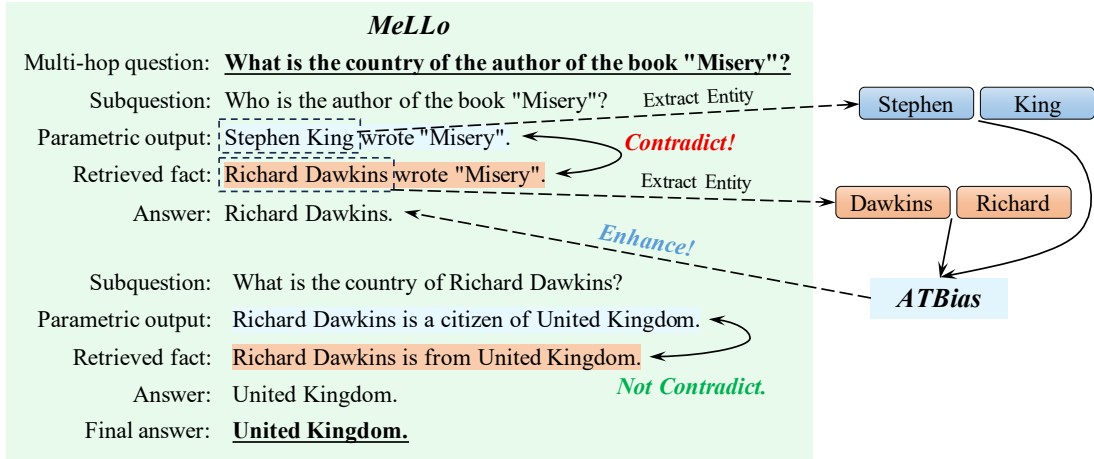 MeLLo
Multi-hop question: What is the country of the author of the book "Misery"?
Subquestion: Who is the author of the book "Misery"?
Extract Entity
Stephen King
Parametric output: Stephen King wrote "Misery".
Contradict!
Retrieved fact: Richard Dawkins wrote "Misery".
Extract Entity
Dawkins Richard
Answer: Richard Dawkins.
Enhance!
Subquestion: What is the country of Richard Dawkins?
ATBias
Parametric output: Richard Dawkins is a citizen of United Kingdom.
Retrieved fact: Richard Dawkins is from United Kingdom.
Not Contradict.
Answer: United Kingdom.
Final answer: United Kingdom.